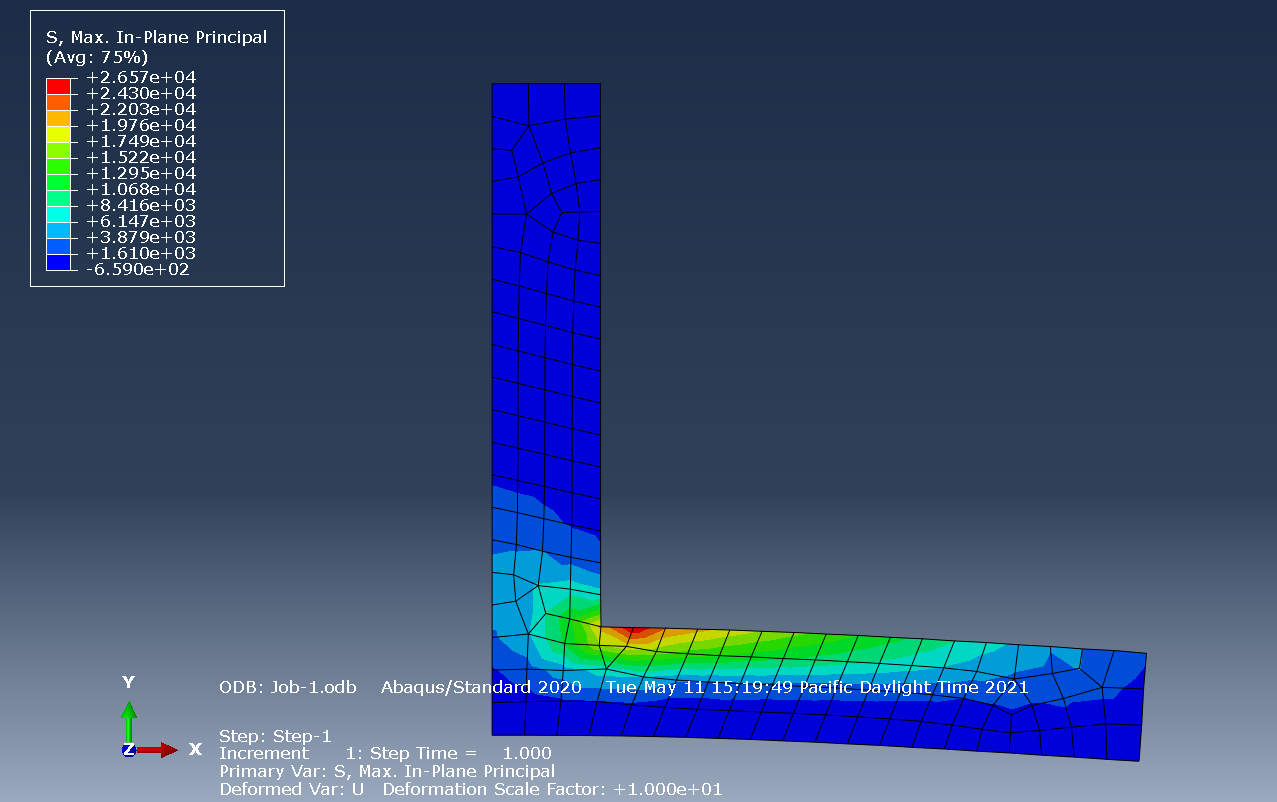 S, Max. In-Plane Principal
(Avg: 75%)
+2.657e+04
+2.430e+04
+2.203e+04
+1.976e+04
+1.749e+04
+1.522e+04
+1.295e+04
+1.068e+04
+8.416e+03
+6.147e+03
+3.879e+03
+1.610e+03
-6.590e+02
Y
Z X
ODB: Job-1.odb Abaqus/Standard 2020 Tue May 11 15:19:49 Pacific Daylight Time 2021
Step: Step-1
Increment 1: Step Time = 1.000
Primary Var: S, Max. In-Plane Principal
Deformed Var: U Deformation Scale Factor: +1.000e+01